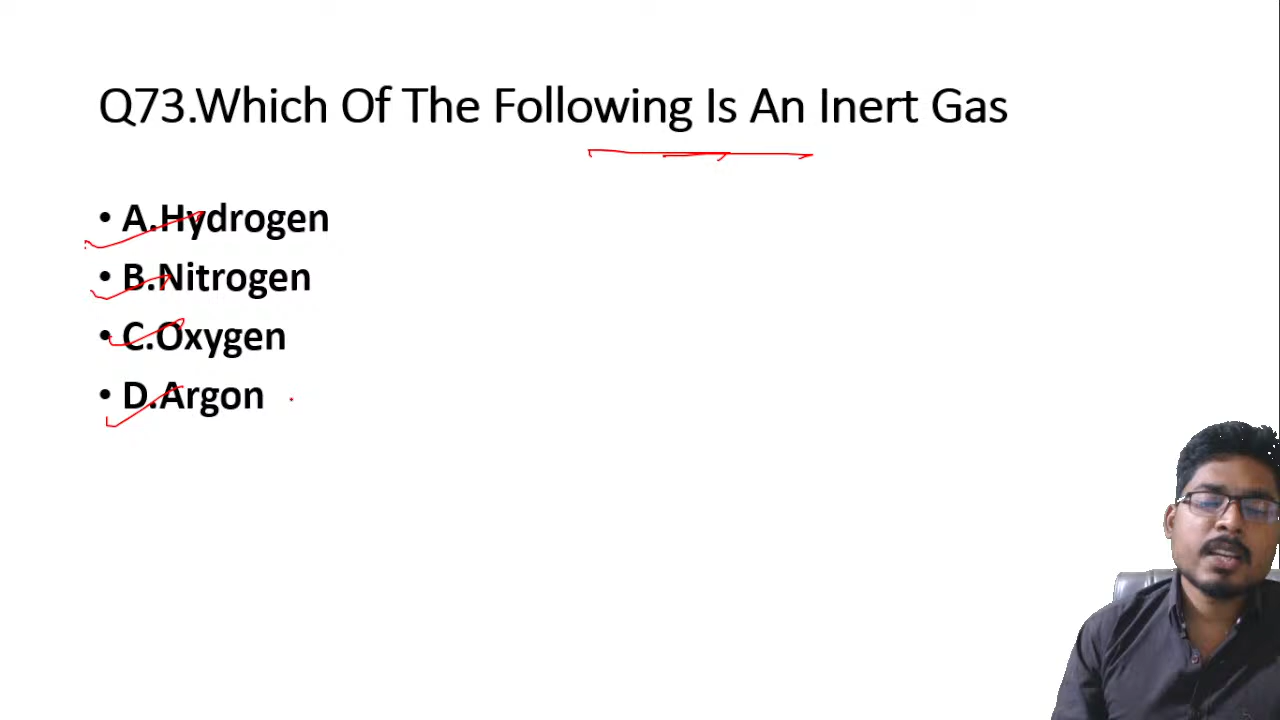 Q73.Which Of The Following Is An Inert Gas
• A.Hydrogen
• B.Nitrogen
• C.Oxygen
• D.Argon